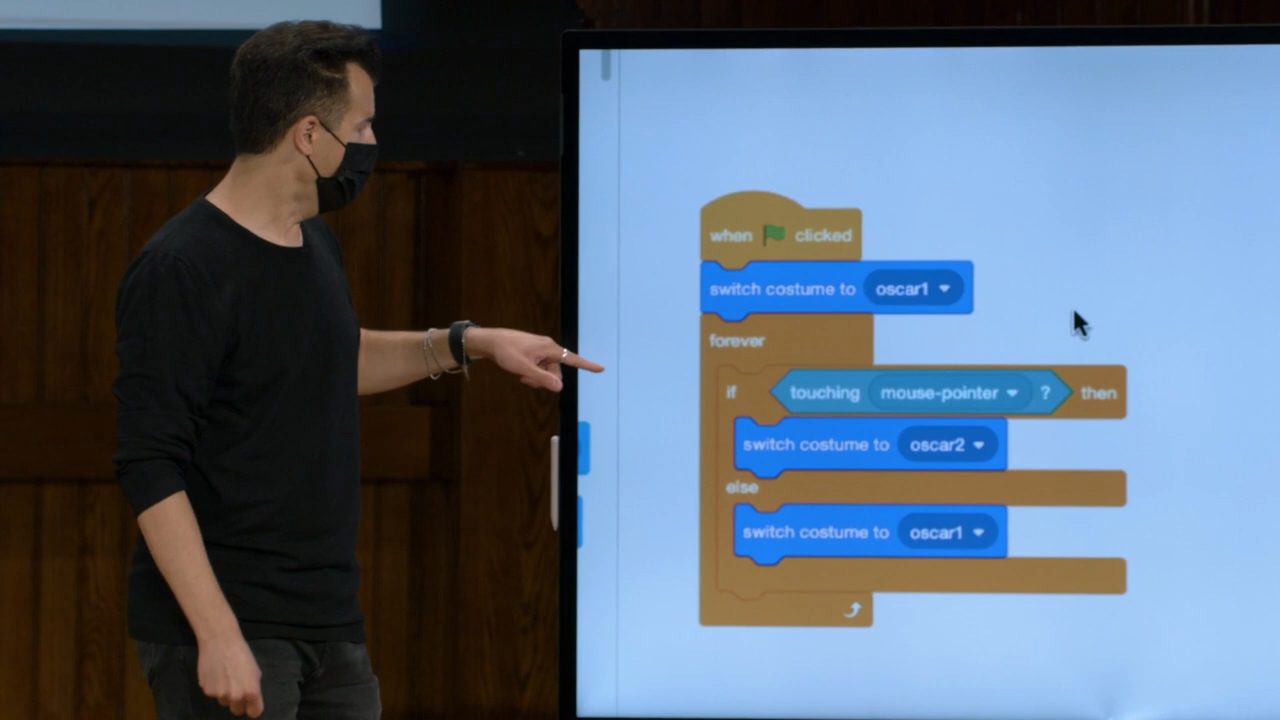 when clicked
switch costume to oscar1
forever
if touching mouse-pointer ? then
switch costume to oscar2
else
switch costume to oscar1